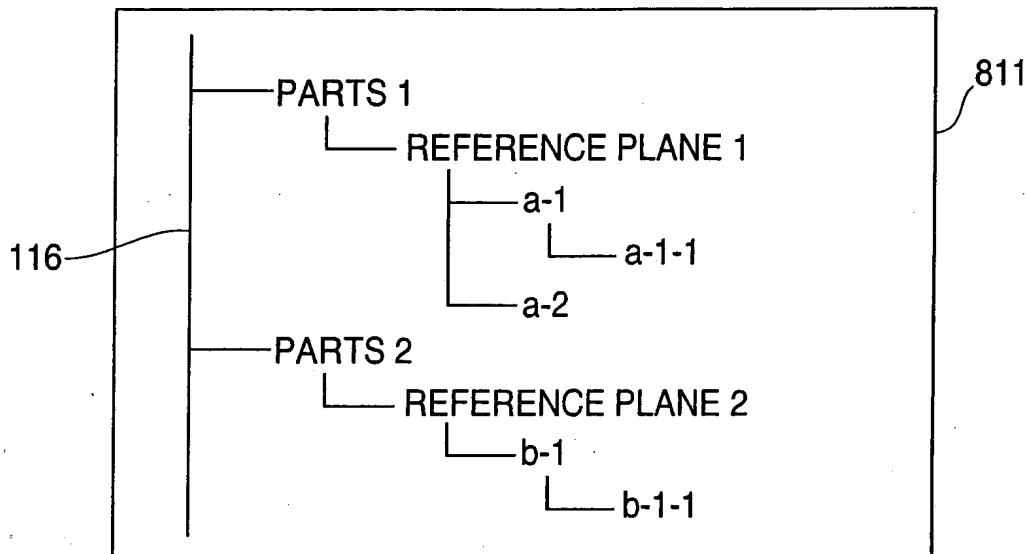 PARTS 1
811
REFERENCE PLANE 1
a-1
116
a-1-1
a-2
PARTS 2
REFERENCE PLANE 2
b-1
b-1-1